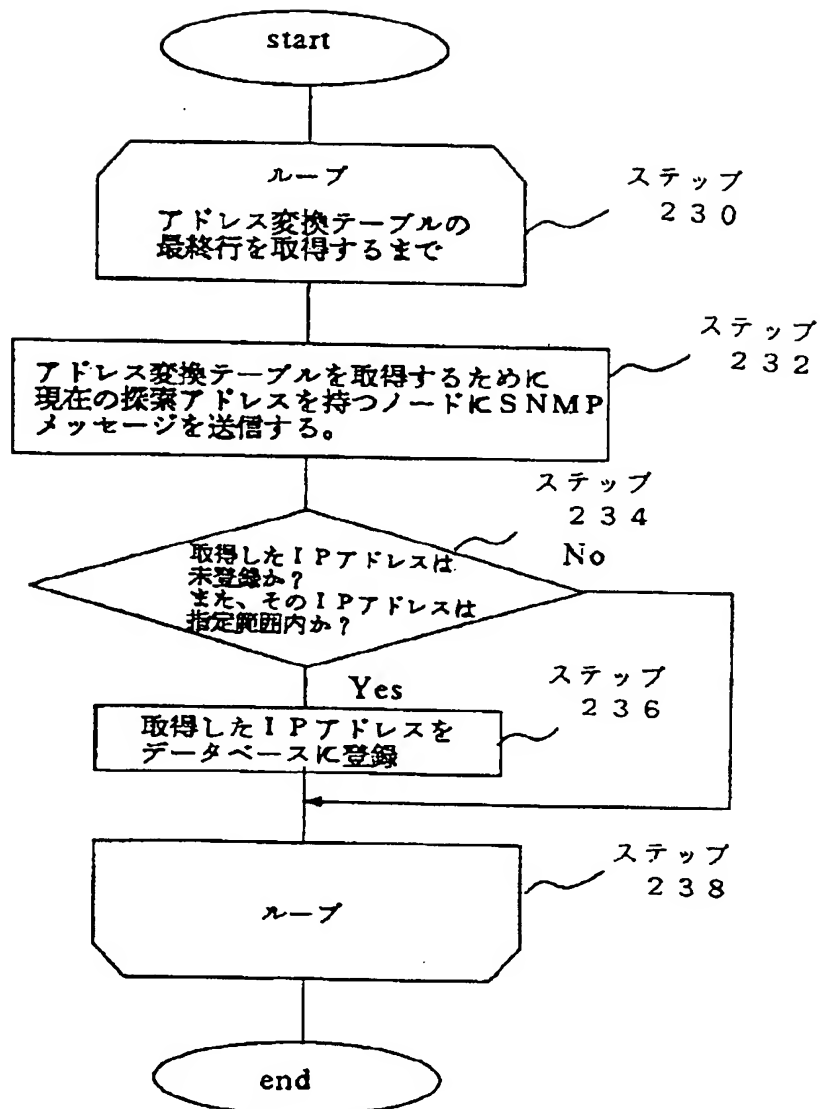 start
ループ
アドレス変換テーブルの
最終行を取得するまで
ステップ
230
アドレス変換テーブルを取得するために
現在の探索アドレスを持つノードにSNMP
メッセージを送信する。
ステップ
232
取得したIPアドレスは
未登録か?
また、そのIPアドレスは
指定範囲内か?
ステップ
234
No
Yes
取得したIPアドレスを
データベースに登録
ステップ
236
ループ
ステップ
238
end